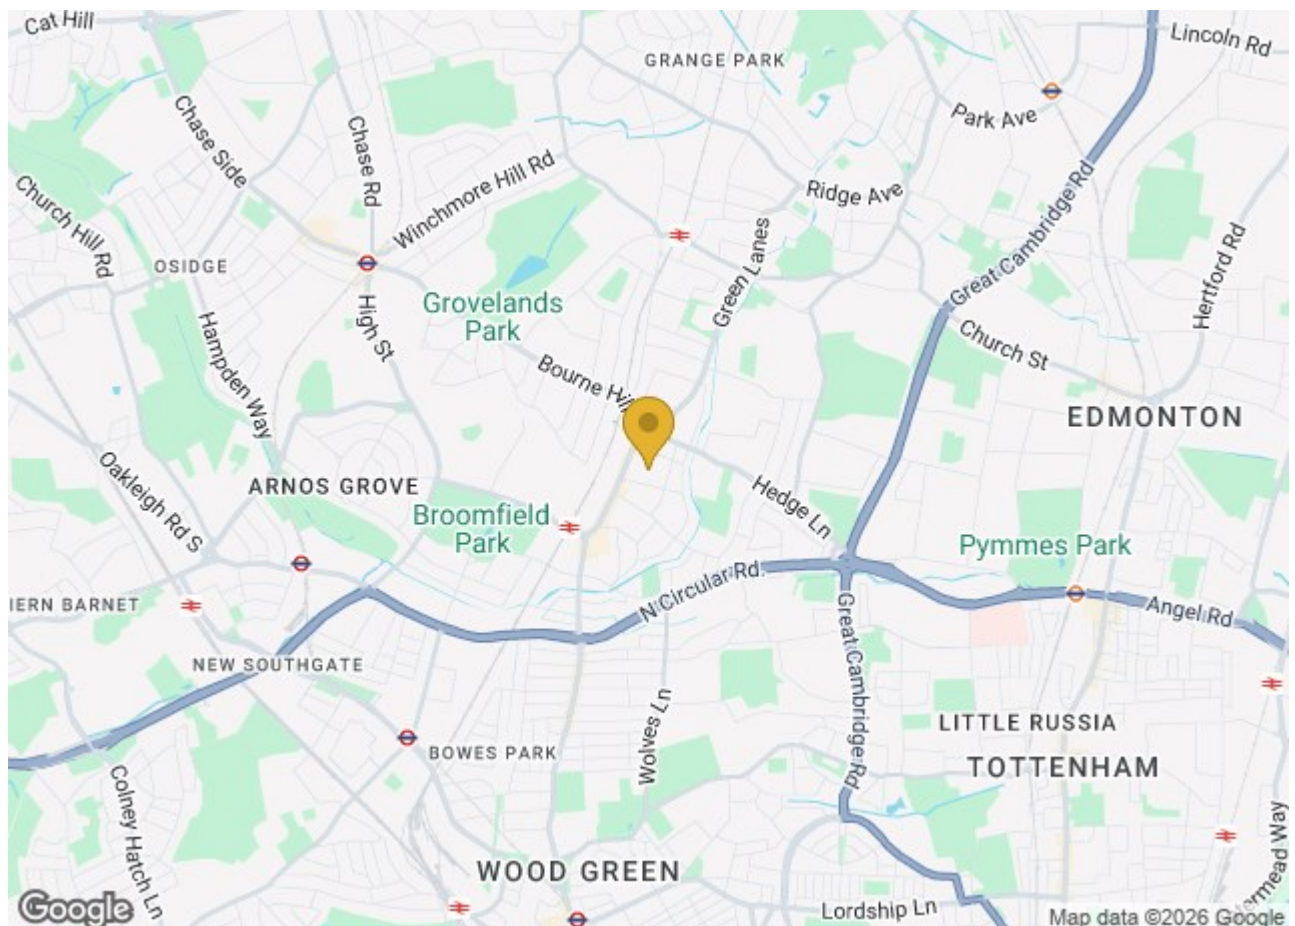 Cat Hill
Lincoln Rd
GRANGE PARK
Park Ave
Chase Side
Chase Rd
Winchmore Hill Rd
Church Hill Rd
Ridge Ave
Great Cambridge Rd
Hertford Rd
OSIDGE
Green Lanes
Grovelands
Park
High St
Hampden Way
Church St
Bourne Hill
EDMONTON
Oakleigh Rd S
ARNOS GROVE
Hedge Ln
Broomfield
Park
Pymmes Park
IERN BARNET
N Circular Rd
Angel Rd
Great Cambridge Rd
NEW SOUTHGATE
Wolves Ln
LITTLE RUSSIA
BOWES PARK
TOTTENHAM
Colney Hatch Ln
WOOD GREEN
termead Way
Lordship Ln
Google
Map data ©2026 Google